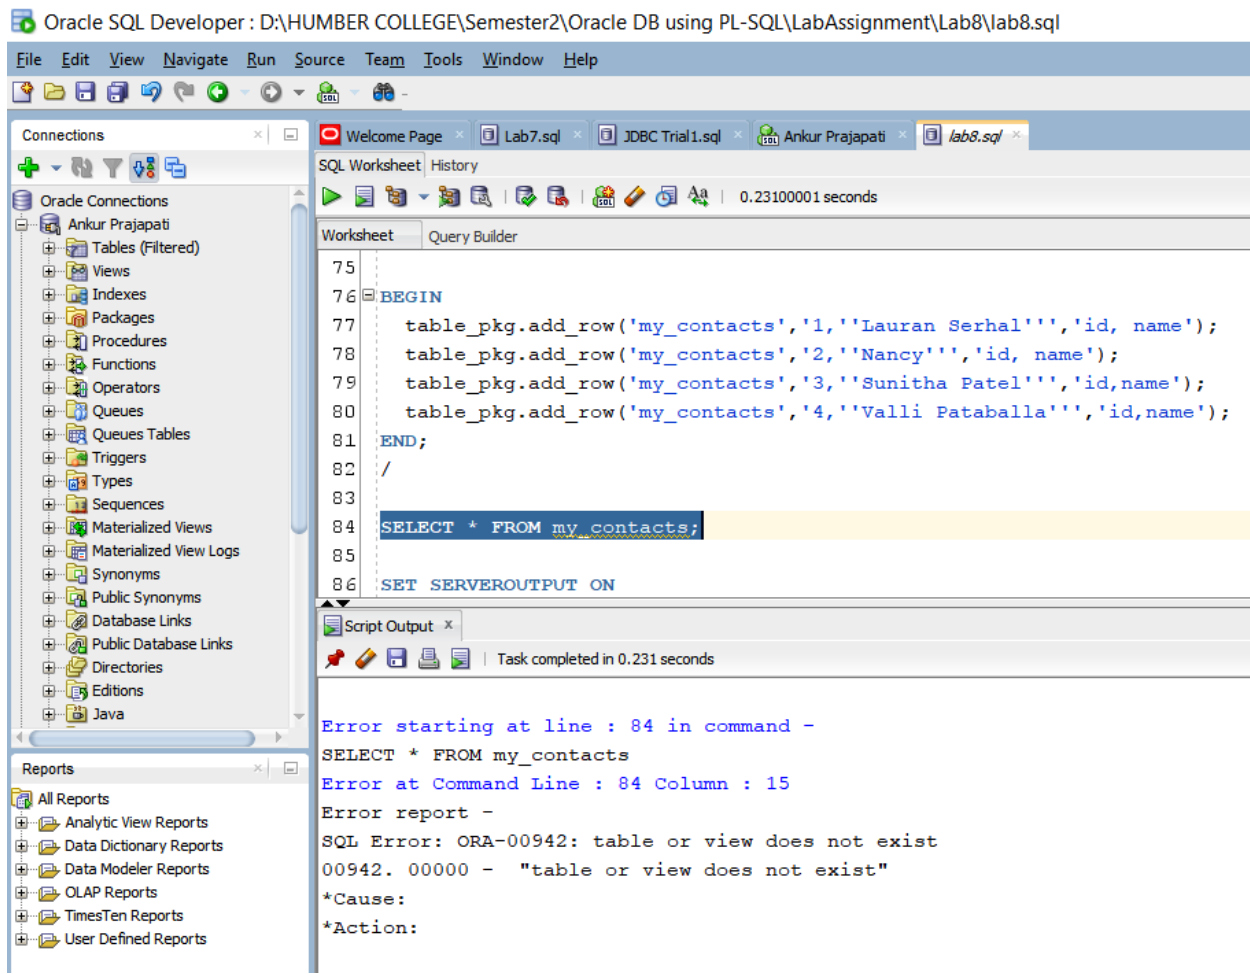 Oracle SQL Developer : D:\HUMBER COLLEGE\Semester2\Oracle DB using PL-SQL\LabAssignment\Lab8\lab8.sql
File Edit View Navigate Run Source Team Tools Window Help
Connections
Oracle Connections
Ankur Prajapati
Tables (Filtered)
Views
Indexes
Packages
Procedures
Functions
Operators
Queues
Queues Tables
Triggers
Types
Sequences
Materialized Views
Materialized View Logs
Synonyms
Public Synonyms
Database Links
Public Database Links
Directories
Editions
Java
Reports
All Reports
Analytic View Reports
Data Dictionary Reports
Data Modeler Reports
OLAP Reports
TimesTen Reports
User Defined Reports
Welcome Page Lab7.sql JDBC Trial1.sql Ankur Prajapati lab8.sql
SQL Worksheet History
0.23100001 seconds
Worksheet Query Builder
75
76 BEGIN
77 table_pkg.add_row('my_contacts','1,''Lauran Serhal''','id, name');
78 table_pkg.add_row('my_contacts','2,''Nancy''','id, name');
79 table_pkg.add_row('my_contacts','3,''Sunitha Patel''','id,name');
80 table_pkg.add_row('my_contacts','4,''Valli Pataballa''','id,name');
81 END;
82 /
83
84 SELECT * FROM my_contacts;
85
86 SET SERVEROUTPUT ON
Script Output
Task completed in 0.231 seconds
Error starting at line : 84 in command -
SELECT * FROM my_contacts
Error at Command Line : 84 Column : 15
Error report -
SQL Error: ORA-00942: table or view does not exist
00942. 00000 - "table or view does not exist"
*Cause:
*Action: